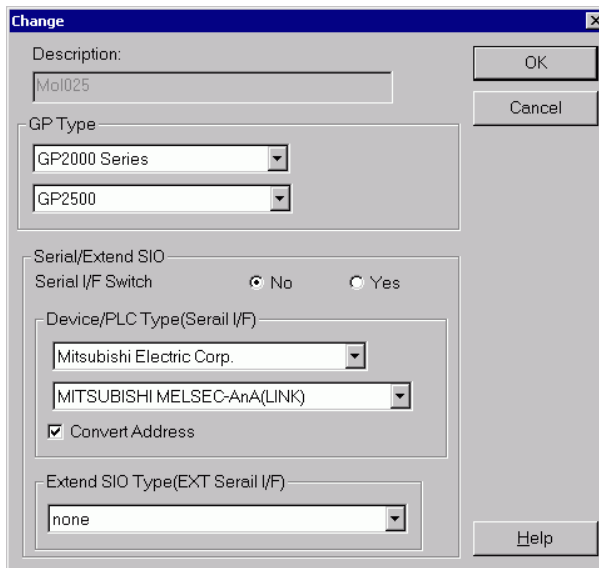 Change
Description:
Mol025
OK
Cancel
GP Type
GP2000 Series
GP2500
Serial/Extend SIO
Serial I/F Switch No Yes
Device/PLC Type(Serail I/F)
Mitsubishi Electric Corp.
MITSUBISHI MELSEC-AnA(LINK)
Convert Address
Extend SIO Type(EXT Serail I/F)
none
Help